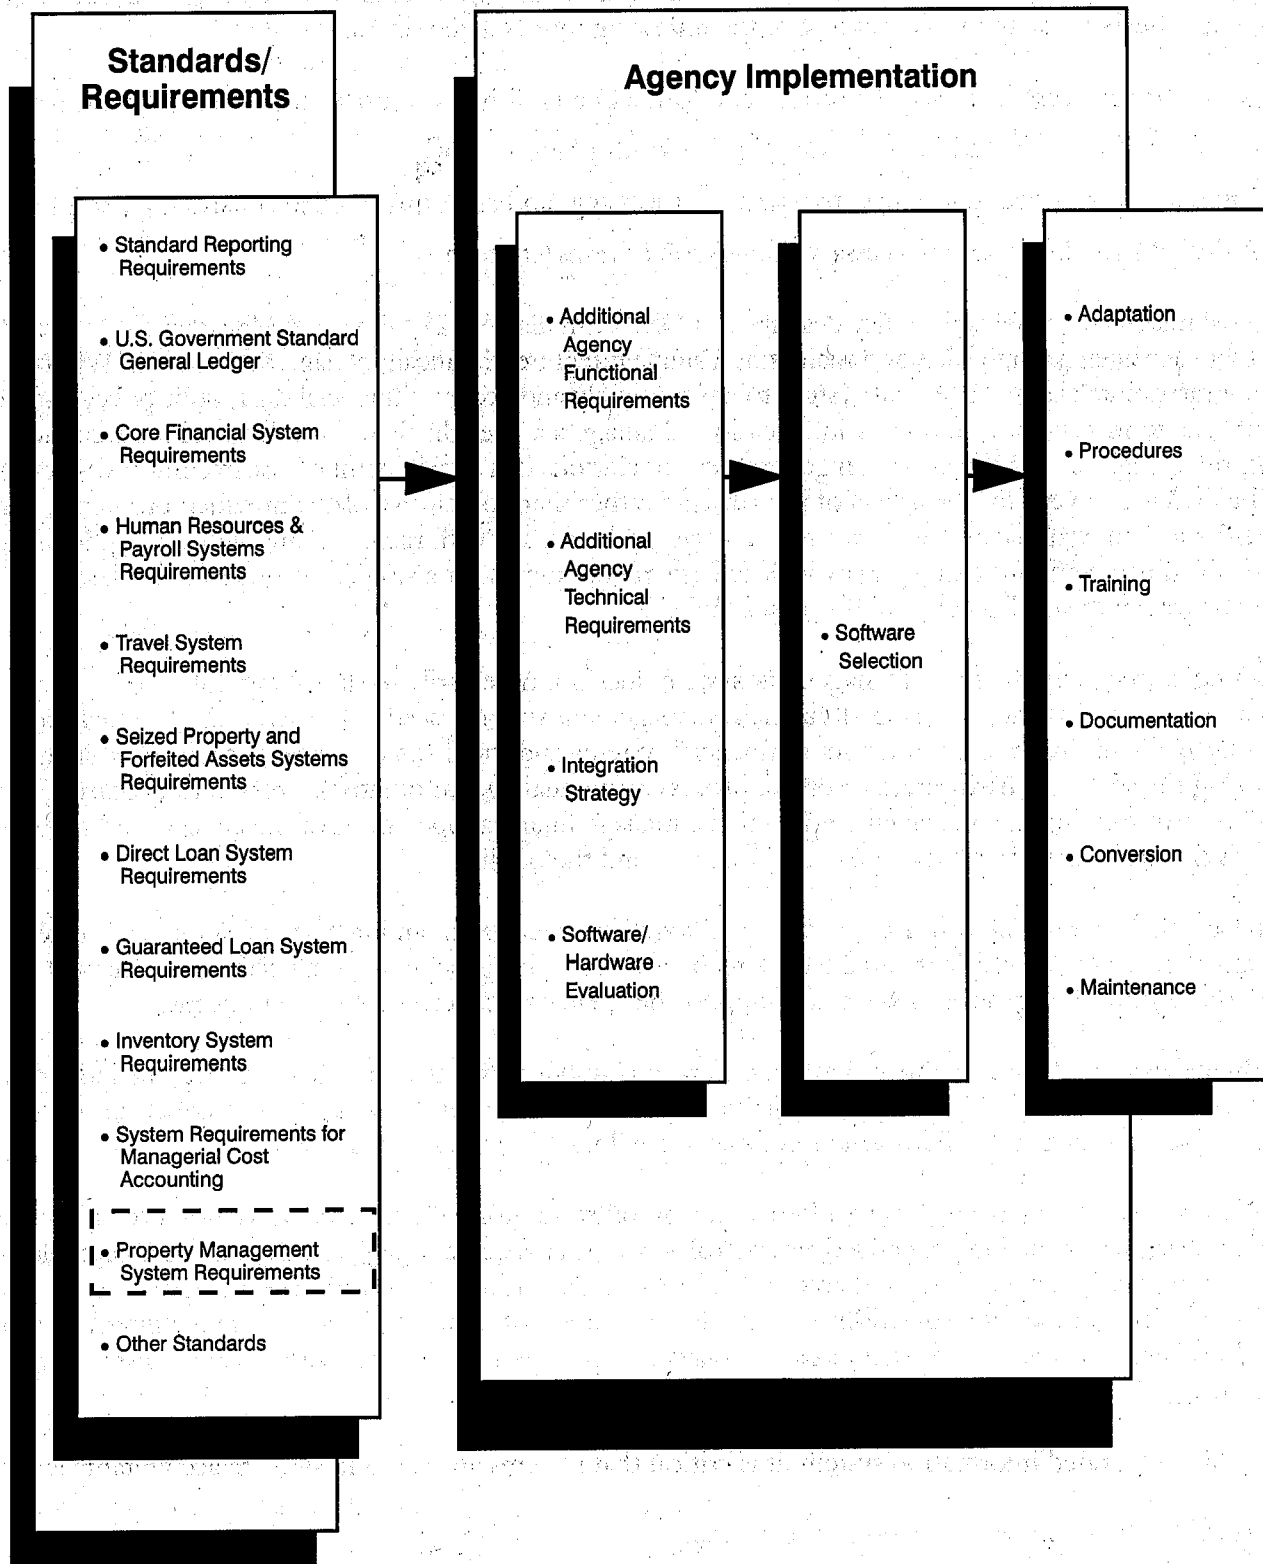 Standards/
Requirements
• Standard Reporting
Requirements
• U.S. Government Standard
General Ledger
• Core Financial System
Requirements
• Human Resources &
Payroll Systems
Requirements
• Travel System
Requirements
• Seized Property and
Forfeited Assets Systems
Requirements
• Direct Loan System
Requirements
• Guaranteed Loan System
Requirements
• Inventory System
Requirements
• System Requirements for
Managerial Cost
Accounting
• Property Management
System Requirements
• Other Standards
Agency Implementation
• Additional
Agency
Functional
Requirements
• Additional
Agency
Technical
Requirements
• Integration
Strategy
• Software/
Hardware
Evaluation
• Software
Selection
• Adaptation
• Procedures
• Training
• Documentation
• Conversion
• Maintenance